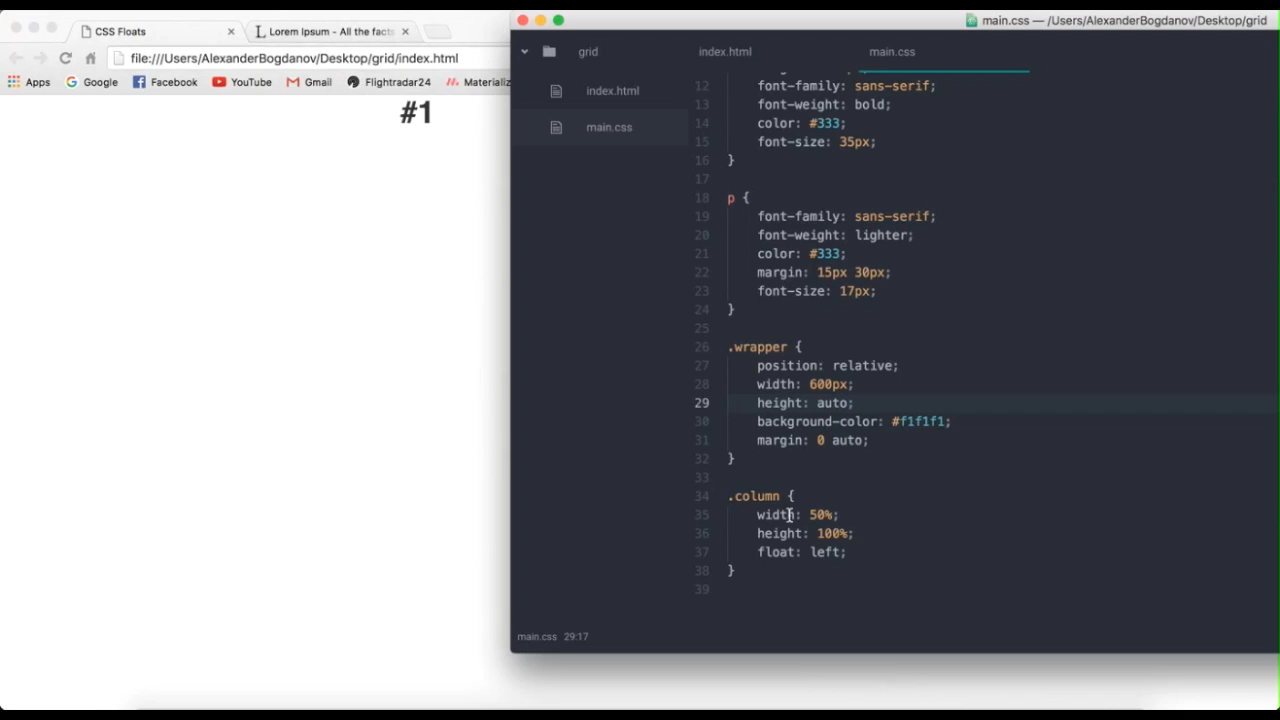 CSS Floats
Lorem Ipsum - All the facts
file:///Users/AlexanderBogdanov/Desktop/grid/index.html
Apps Google Facebook YouTube Gmail Flightradar24 Materializ
#1
main.css — /Users/AlexanderBogdanov/Desktop/grid
grid
index.html
main.css
index.html main.css
12 font-family: sans-serif;
13 font-weight: bold;
14 color: #333;
15 font-size: 35px;
16 }
17
18 p {
19 font-family: sans-serif;
20 font-weight: lighter;
21 color: #333;
22 margin: 15px 30px;
23 font-size: 17px;
24 }
25
26 .wrapper {
27 position: relative;
28 width: 600px;
29 height: auto;
30 background-color: #f1f1f1;
31 margin: 0 auto;
32 }
33
34 .column {
35 width: 50%;
36 height: 100%;
37 float: left;
38 }
39
main.css 29:17